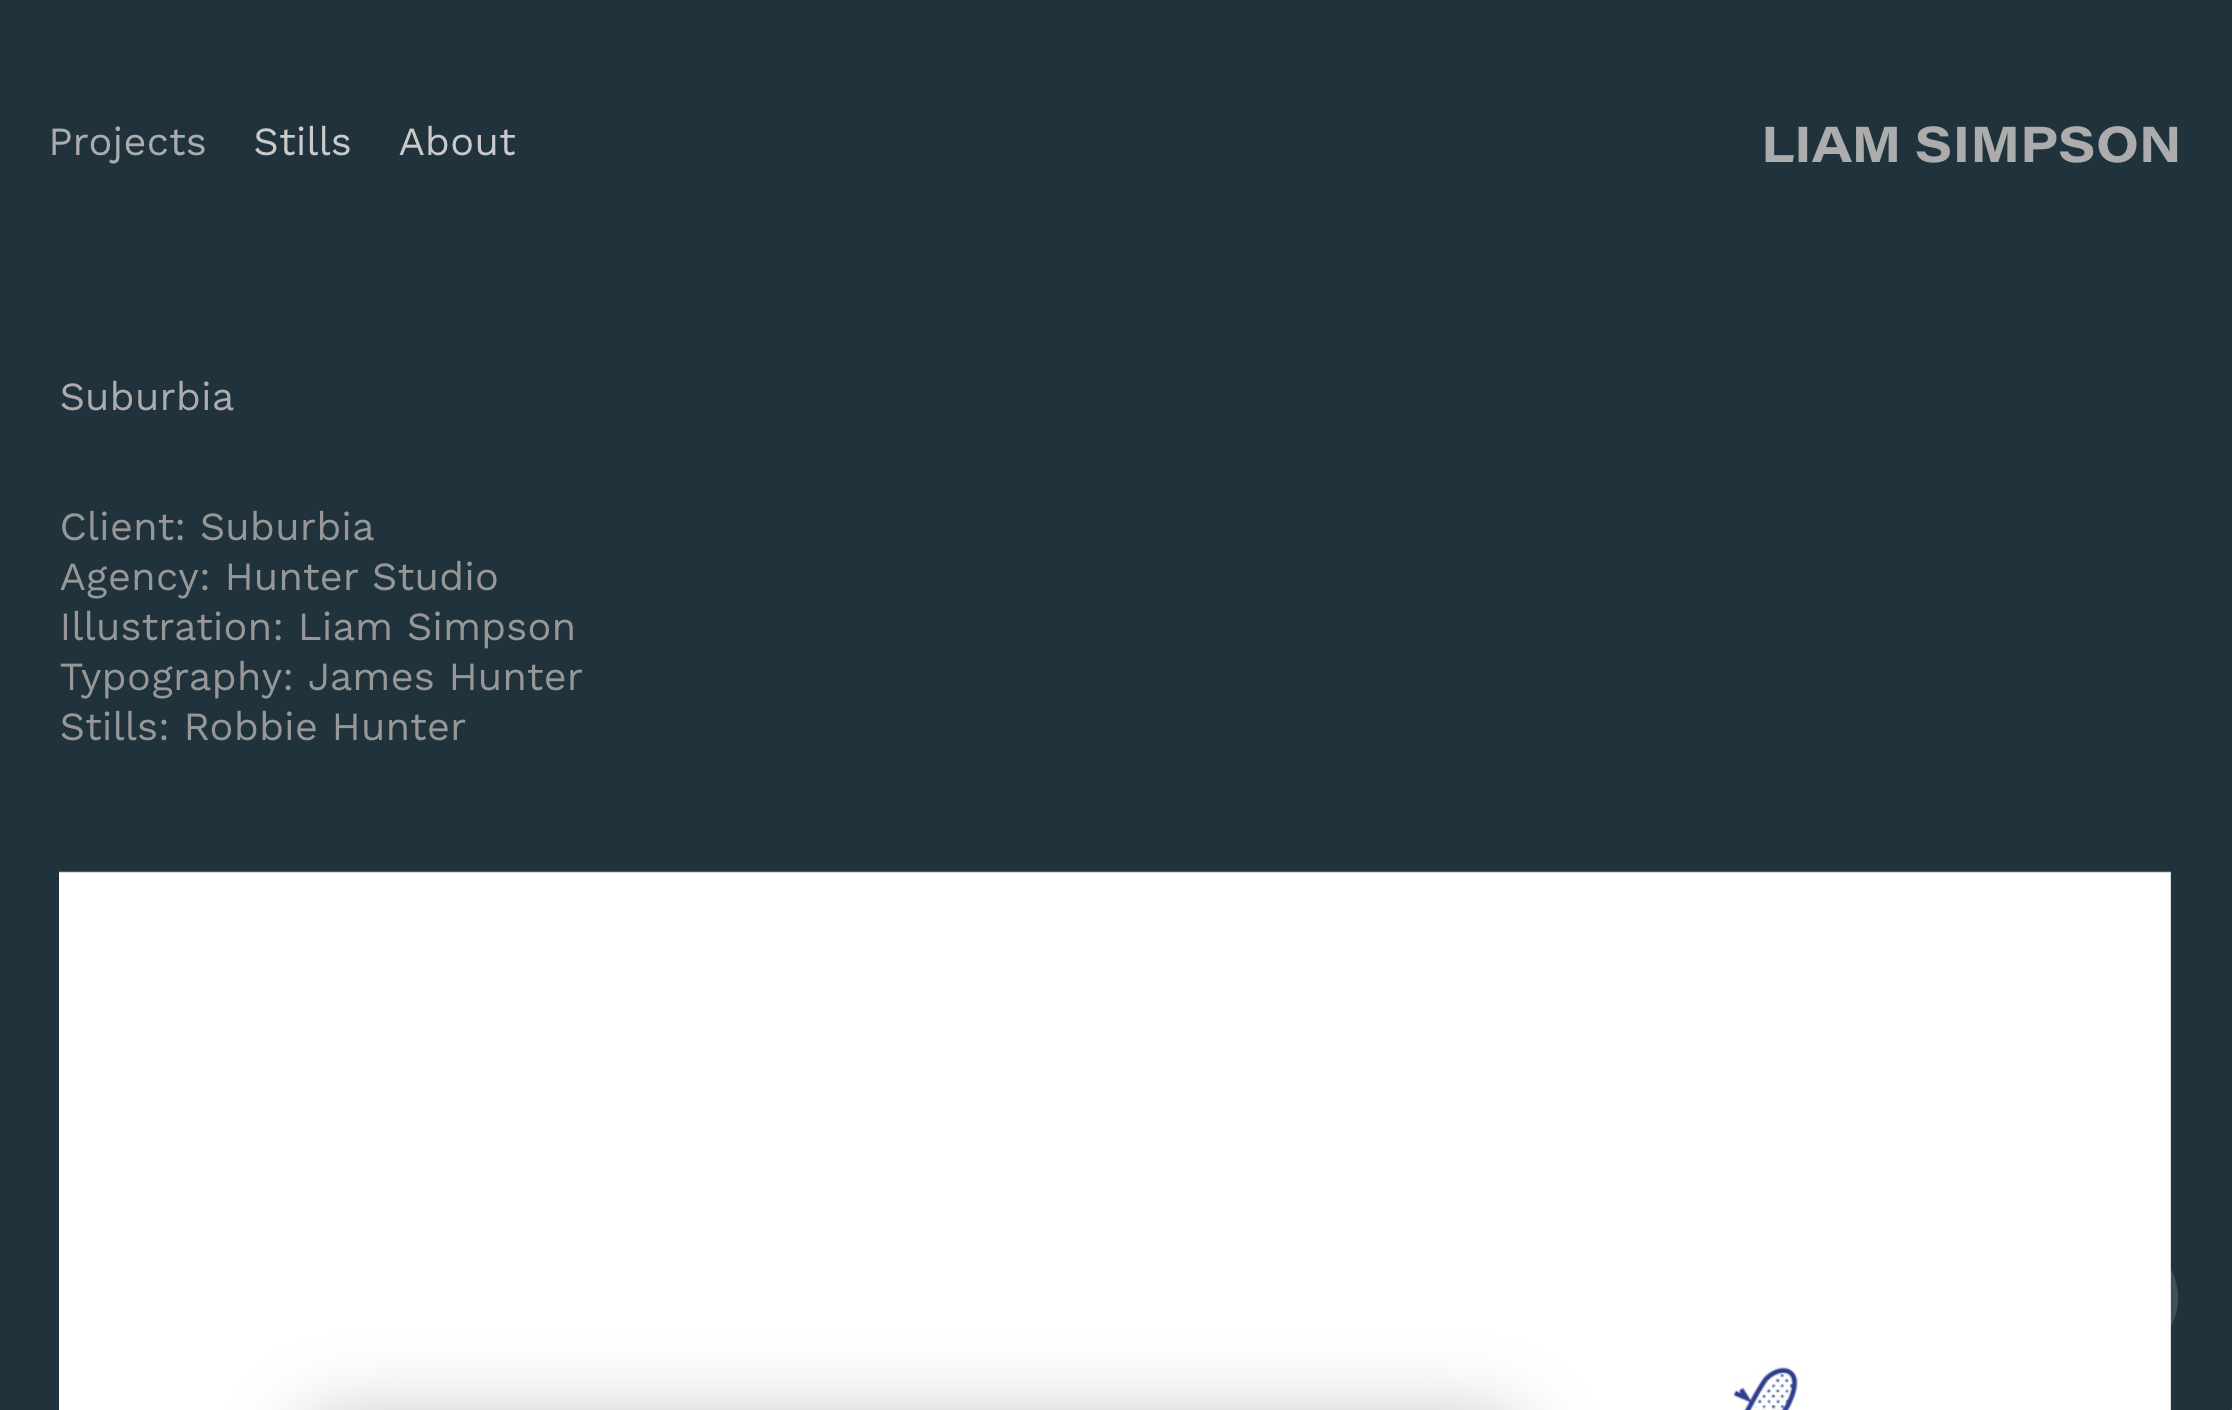 Projects Stills About LIAM SIMPSON
Suburbia
Client: Suburbia
Agency: Hunter Studio
Illustration: Liam Simpson
Typography: James Hunter
Stills: Robbie Hunter